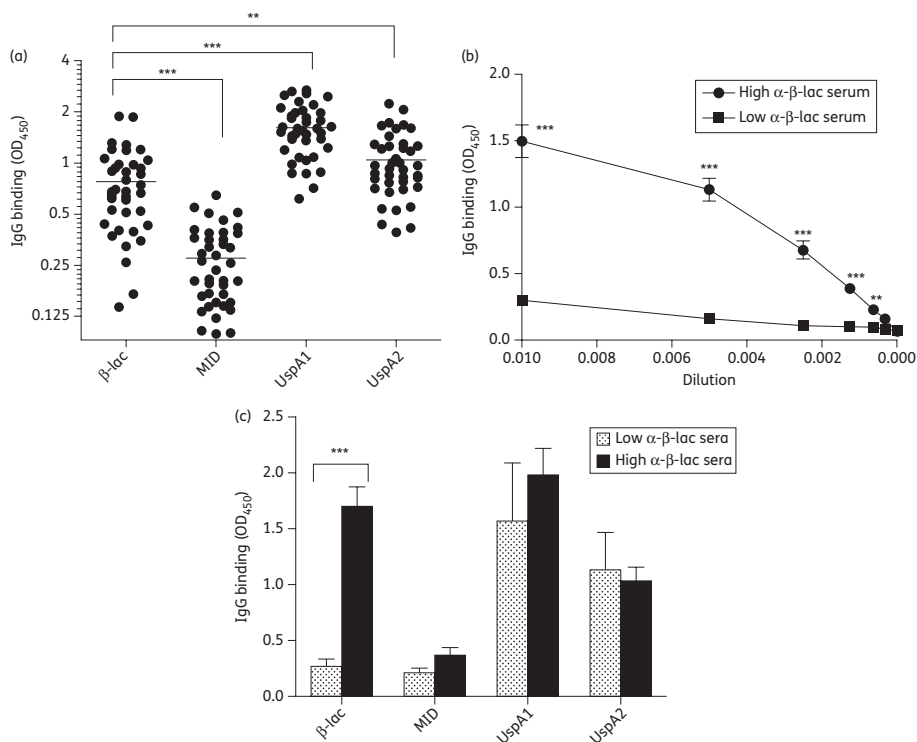 (a)
**
***
***
4
2
1
0.5
0.25
0.125
IgG binding (OD450)
β-lac
MID
UspA1
UspA2
(b)
2.0
1.5
1.0
0.5
0.0
IgG binding (OD450)
High α-β-lac serum
Low α-β-lac serum
***
***
***
***
**
0.010
0.008
0.006
0.004
0.002
0.000
Dilution
(c)
2.5
2.0
1.5
1.0
0.5
0.0
IgG binding (OD450)
Low α-β-lac sera
High α-β-lac sera
***
β-lac
MID
UspA1
UspA2